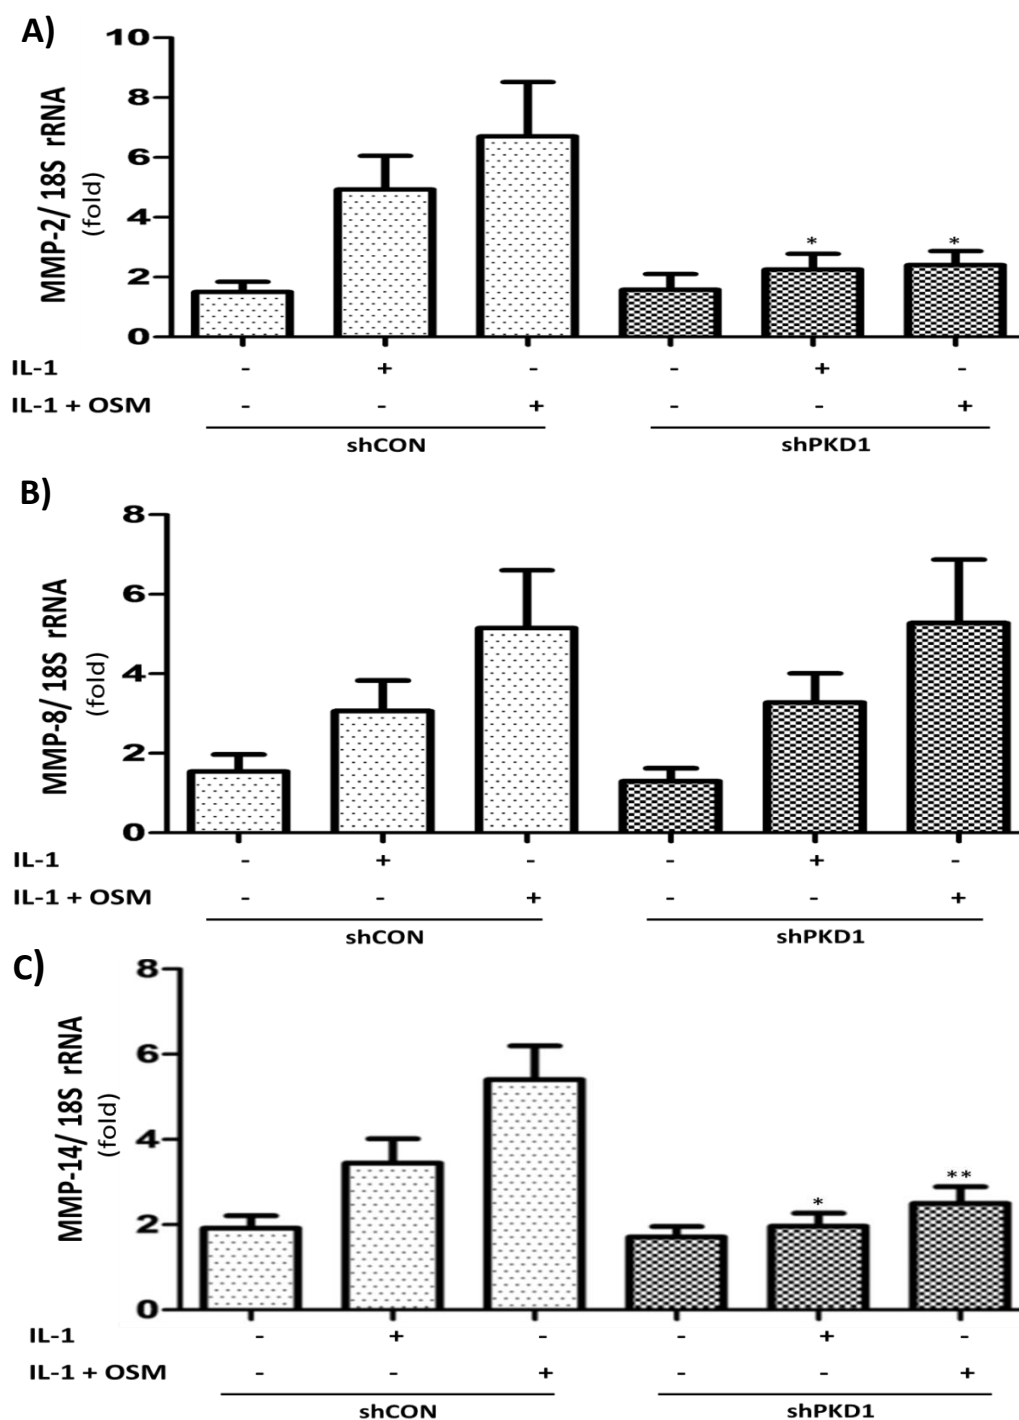 A)
MMP-2/ 18S rRNA
(fold)
10
8
6
4
2
0
* *
IL-1 - + - - + -
IL-1 + OSM - - + - - +
shCON shPKD1
B)
MMP-8/ 18S rRNA
(fold)
8
6
4
2
0
IL-1 - + - - + -
IL-1 + OSM - - + - - +
shCON shPKD1
C)
MMP-14/ 18S rRNA
(fold)
8
6
4
2
0
* **
IL-1 - + - - + -
IL-1 + OSM - - + - - +
shCON shPKD1